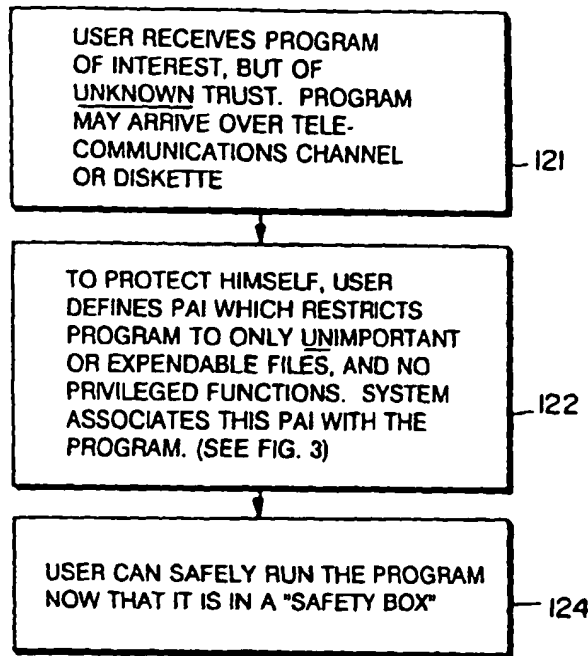 USER RECEIVES PROGRAM
OF INTEREST, BUT OF
UNKNOWN TRUST. PROGRAM
MAY ARRIVE OVER TELE-
COMMUNICATIONS CHANNEL
OR DISKETTE
121
TO PROTECT HIMSELF, USER
DEFINES PAI WHICH RESTRICTS
PROGRAM TO ONLY UNIMPORTANT
OR EXPENDABLE FILES, AND NO
PRIVILEGED FUNCTIONS. SYSTEM
ASSOCIATES THIS PAI WITH THE
PROGRAM. (SEE FIG. 3)
122
USER CAN SAFELY RUN THE PROGRAM
NOW THAT IT IS IN A "SAFETY BOX"
124